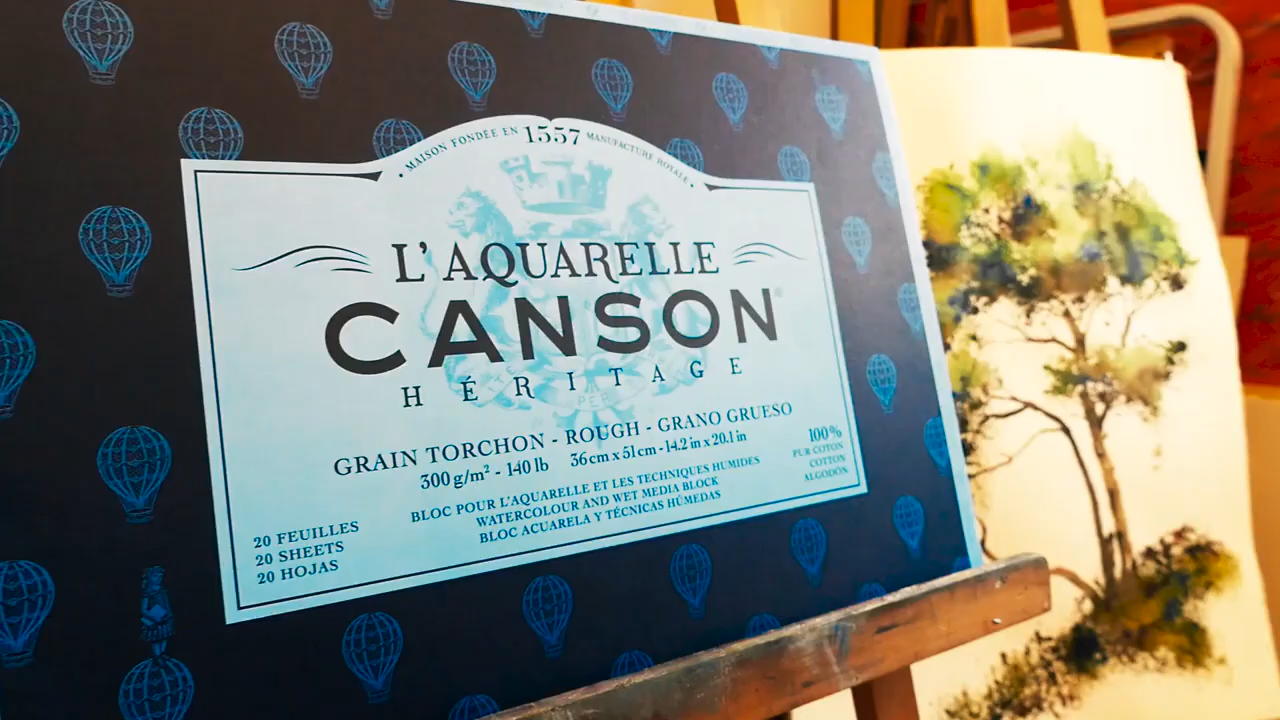 MAISON FONDÉE EN 1557 MANUFACTURE ROYALE
L'AQUARELLE
CANSON®
HÉRITAGE
GRAIN TORCHON - ROUGH - GRANO GRUESO
300 g/m² - 140 lb 36 cm x 51 cm - 14.2 in x 20.1 in
100%
PUR COTON
COTTON
ALGODÓN
BLOC POUR L'AQUARELLE ET LES TECHNIQUES HUMIDES
WATERCOLOUR AND WET MEDIA BLOCK
BLOC ACUARELA Y TÉCNICAS HÚMEDAS
20 FEUILLES
20 SHEETS
20 HOJAS